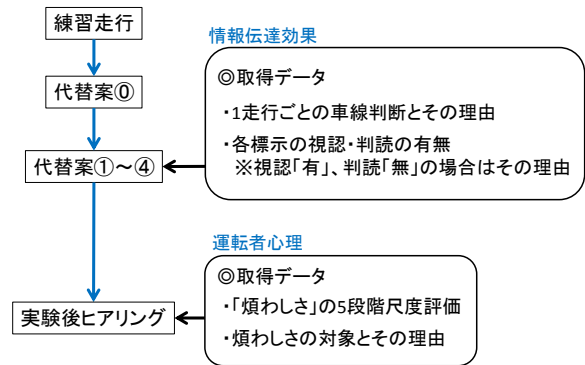 練習走行
代替案⓪
代替案①～④
実験後ヒアリング
情報伝達効果
◎取得データ
・1走行ごとの車線判断とその理由
・各標示の視認・判読の有無
※視認「有」、判読「無」の場合はその理由
運転者心理
◎取得データ
・「煩わしさ」の5段階尺度評価
・煩わしさの対象とその理由